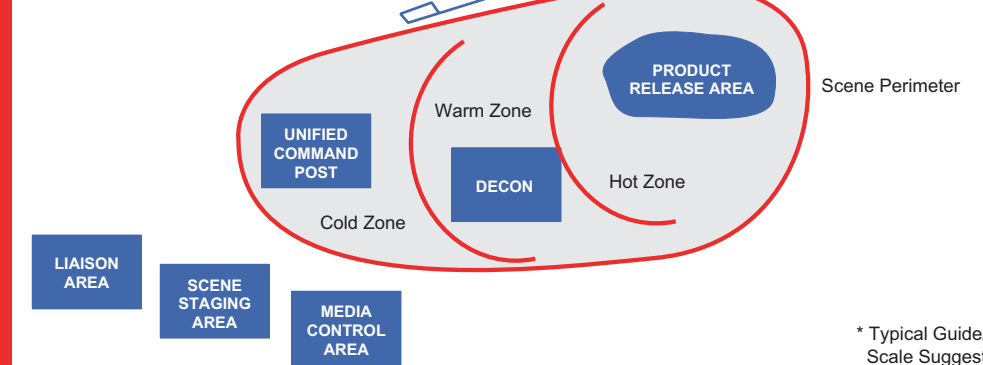 PRODUCT
RELEASE AREA
Scene Perimeter
Warm Zone
UNIFIED
COMMAND
POST
DECON
Hot Zone
Cold Zone
LIAISON
AREA
SCENE
STAGING
AREA
MEDIA
CONTROL
AREA
* Typical Guide
Scale Suggest